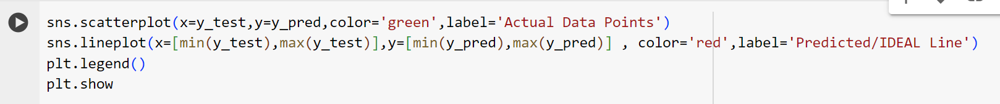 sns.scatterplot(x=y_test,y=y_pred,color='green',label='Actual Data Points')
sns.lineplot(x=[min(y_test),max(y_test)],y=[min(y_pred),max(y_pred)] , color='red',label='Predicted/IDEAL Line')
plt.legend()
plt.show